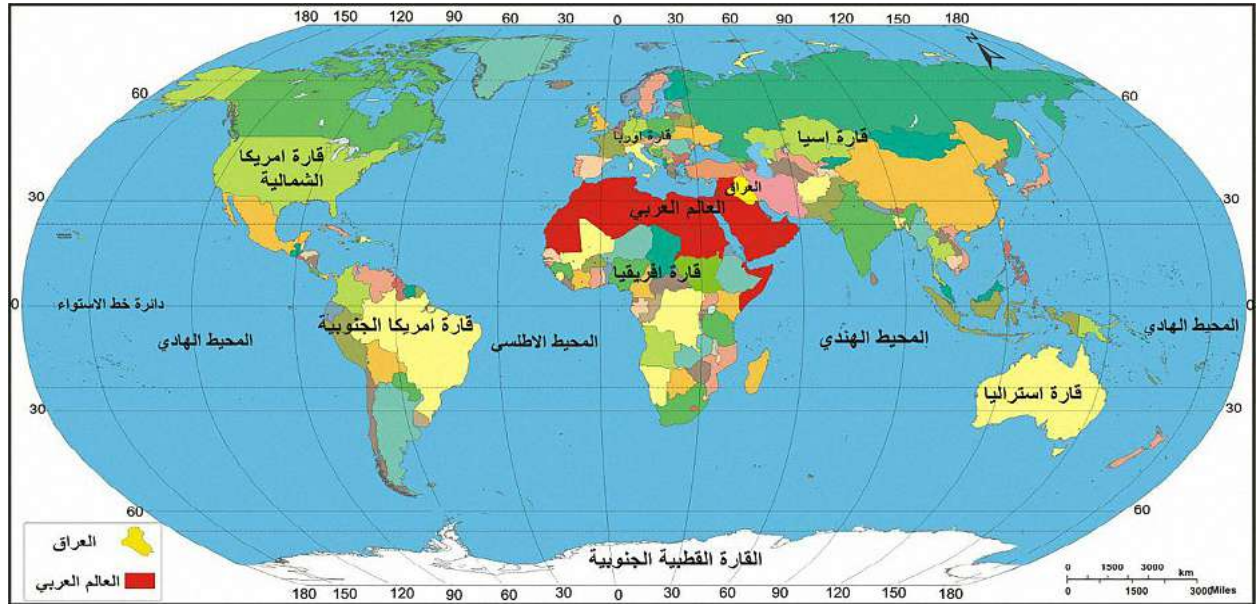 180 150 120 90 60 30 0 30 60 90 120 150 180
N
60 60
قارة اوربا
قارة اسيا
قارة امريكا
الشمالية
العراق
30 30
العالم العربي
قارة افريقيا
0 0
دائرة خط الاستواء
قارة امريكا الجنوبية
المحيط الهادي
المحيط الاطلسي
المحيط الهندي
المحيط الهادي
قارة استراليا
30 30
60 60
العراق
القارة القطبية الجنوبية
العالم العربي
0 1500 3000 km
0 1500 3000 Miles
180 150 120 90 60 30 0 30 60 90 120 150 180